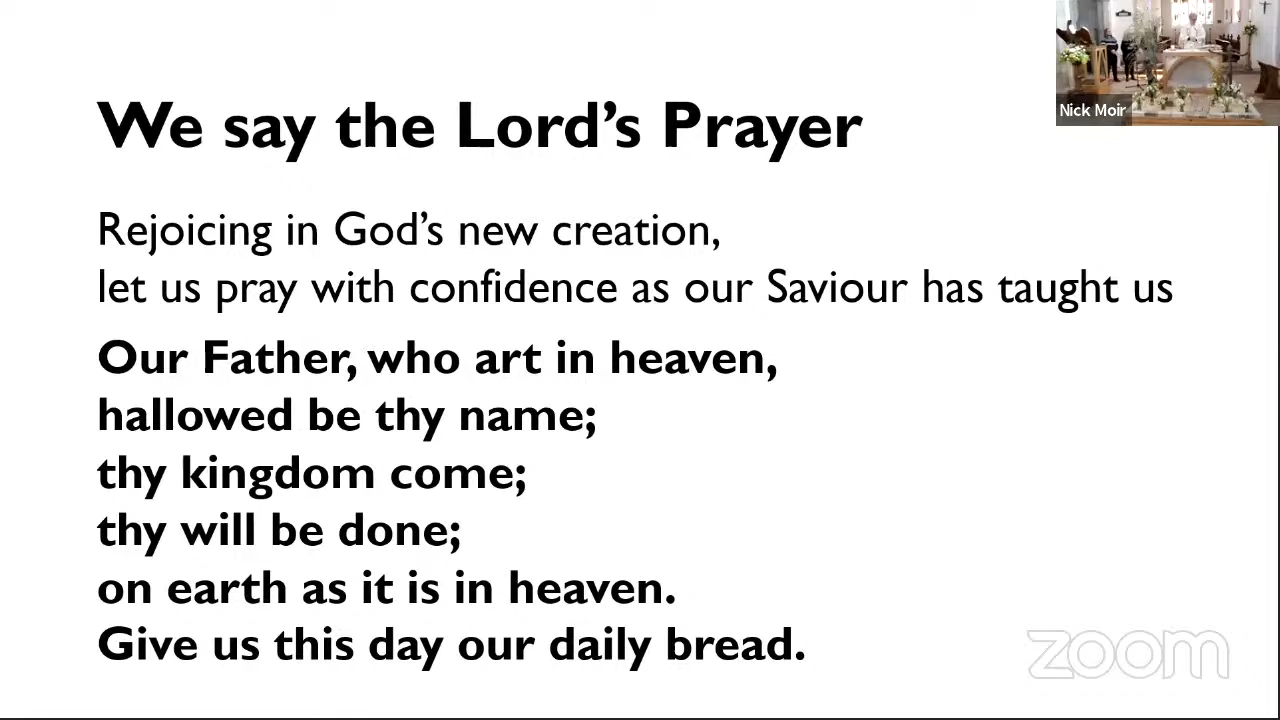 Nick Moir
We say the Lord’s Prayer
Rejoicing in God’s new creation,
let us pray with confidence as our Saviour has taught us
Our Father, who art in heaven,
hallowed be thy name;
thy kingdom come;
thy will be done;
on earth as it is in heaven.
Give us this day our daily bread.
zoom